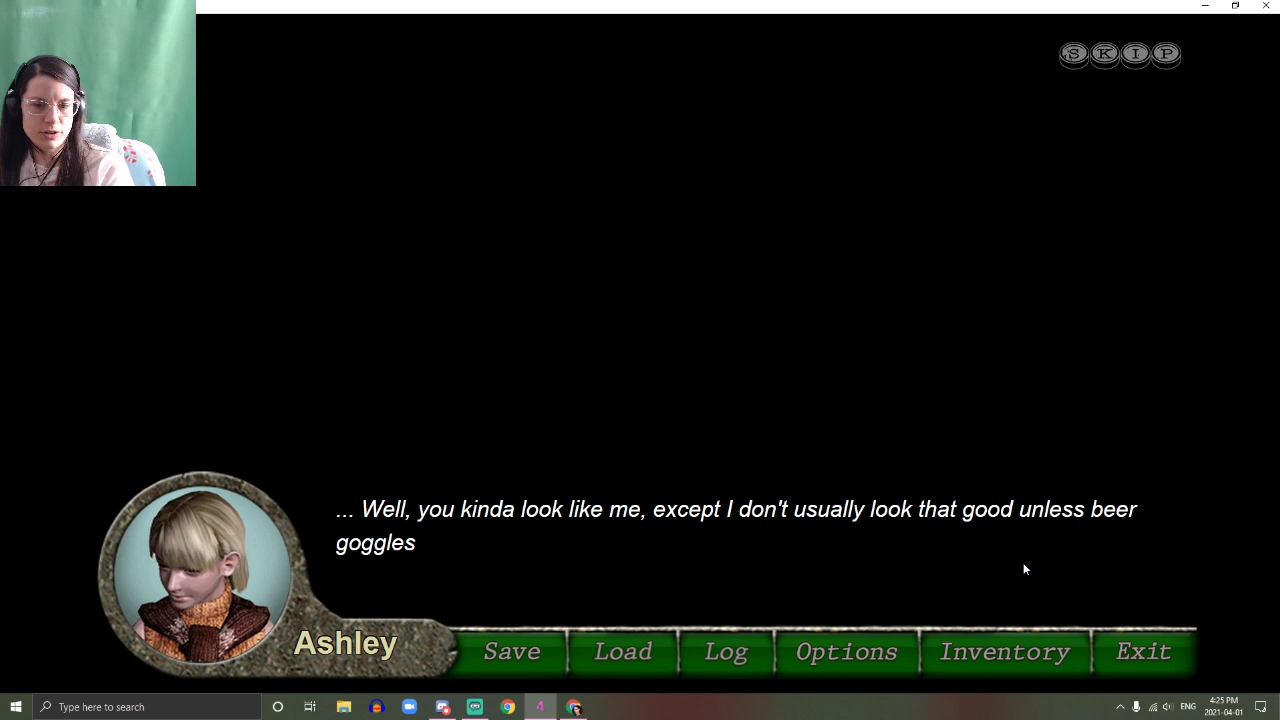 SKIP
... Well, you kinda look like me, except I don't usually look that good unless beer
goggles
Ashley
Save Load Log Options Inventory Exit
Type here to search
ENG
4:25 PM
2021-04-01